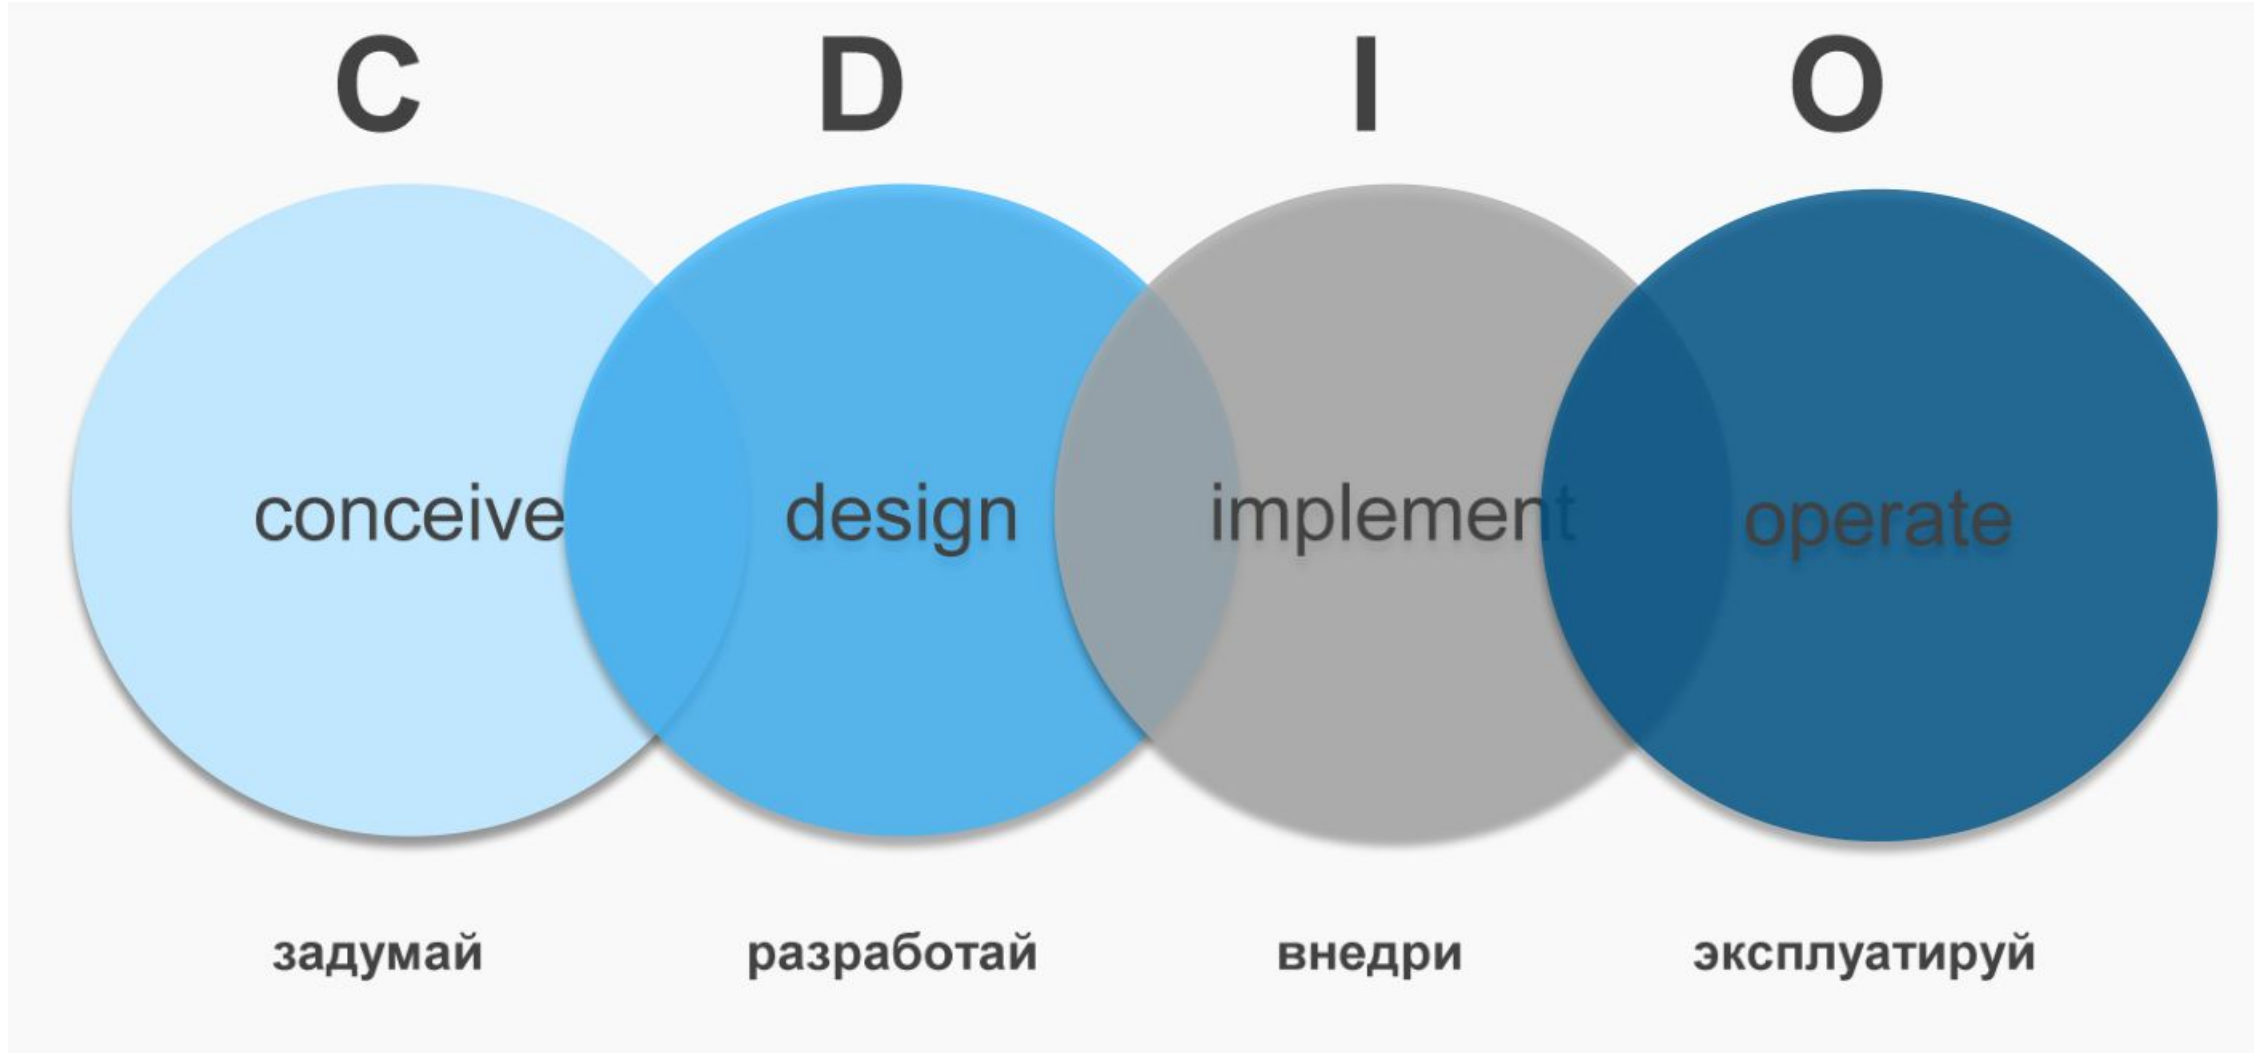 C D I O
conceive design implement operate
задумай разработай внедри эксплуатируй